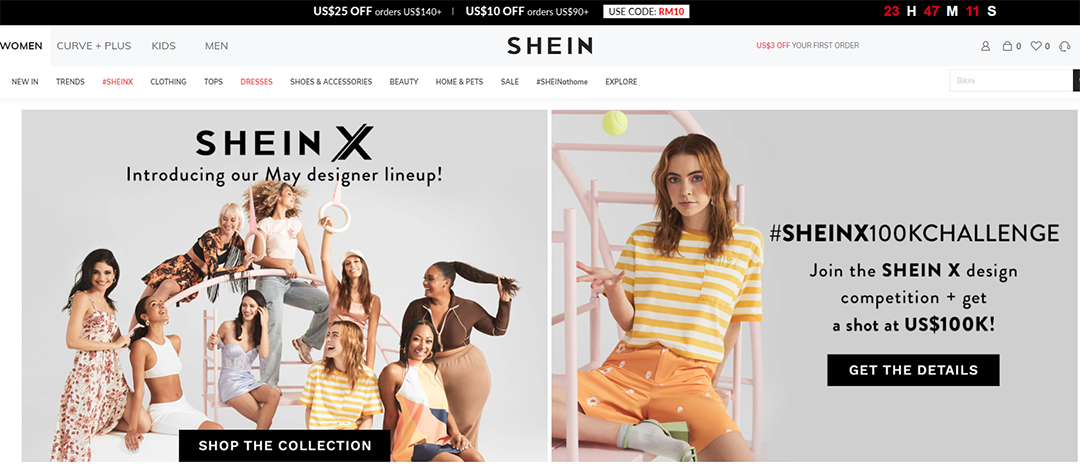 US$25 OFF orders US$140+ | US$10 OFF orders US$90+ USE CODE: RM10 23 H 47 M 11 S
WOMEN CURVE + PLUS KIDS MEN SHEIN US$3 OFF YOUR FIRST ORDER 0 0
NEW IN TRENDS #SHEINX CLOTHING TOPS DRESSES SHOES & ACCESSORIES BEAUTY HOME & PETS SALE #SHEINathome EXPLORE Bikini
SHEIN X
Introducing our May designer lineup!
SHOP THE COLLECTION
#SHEINX100KCHALLENGE
Join the SHEIN X design
competition + get
a shot at US$100K!
GET THE DETAILS